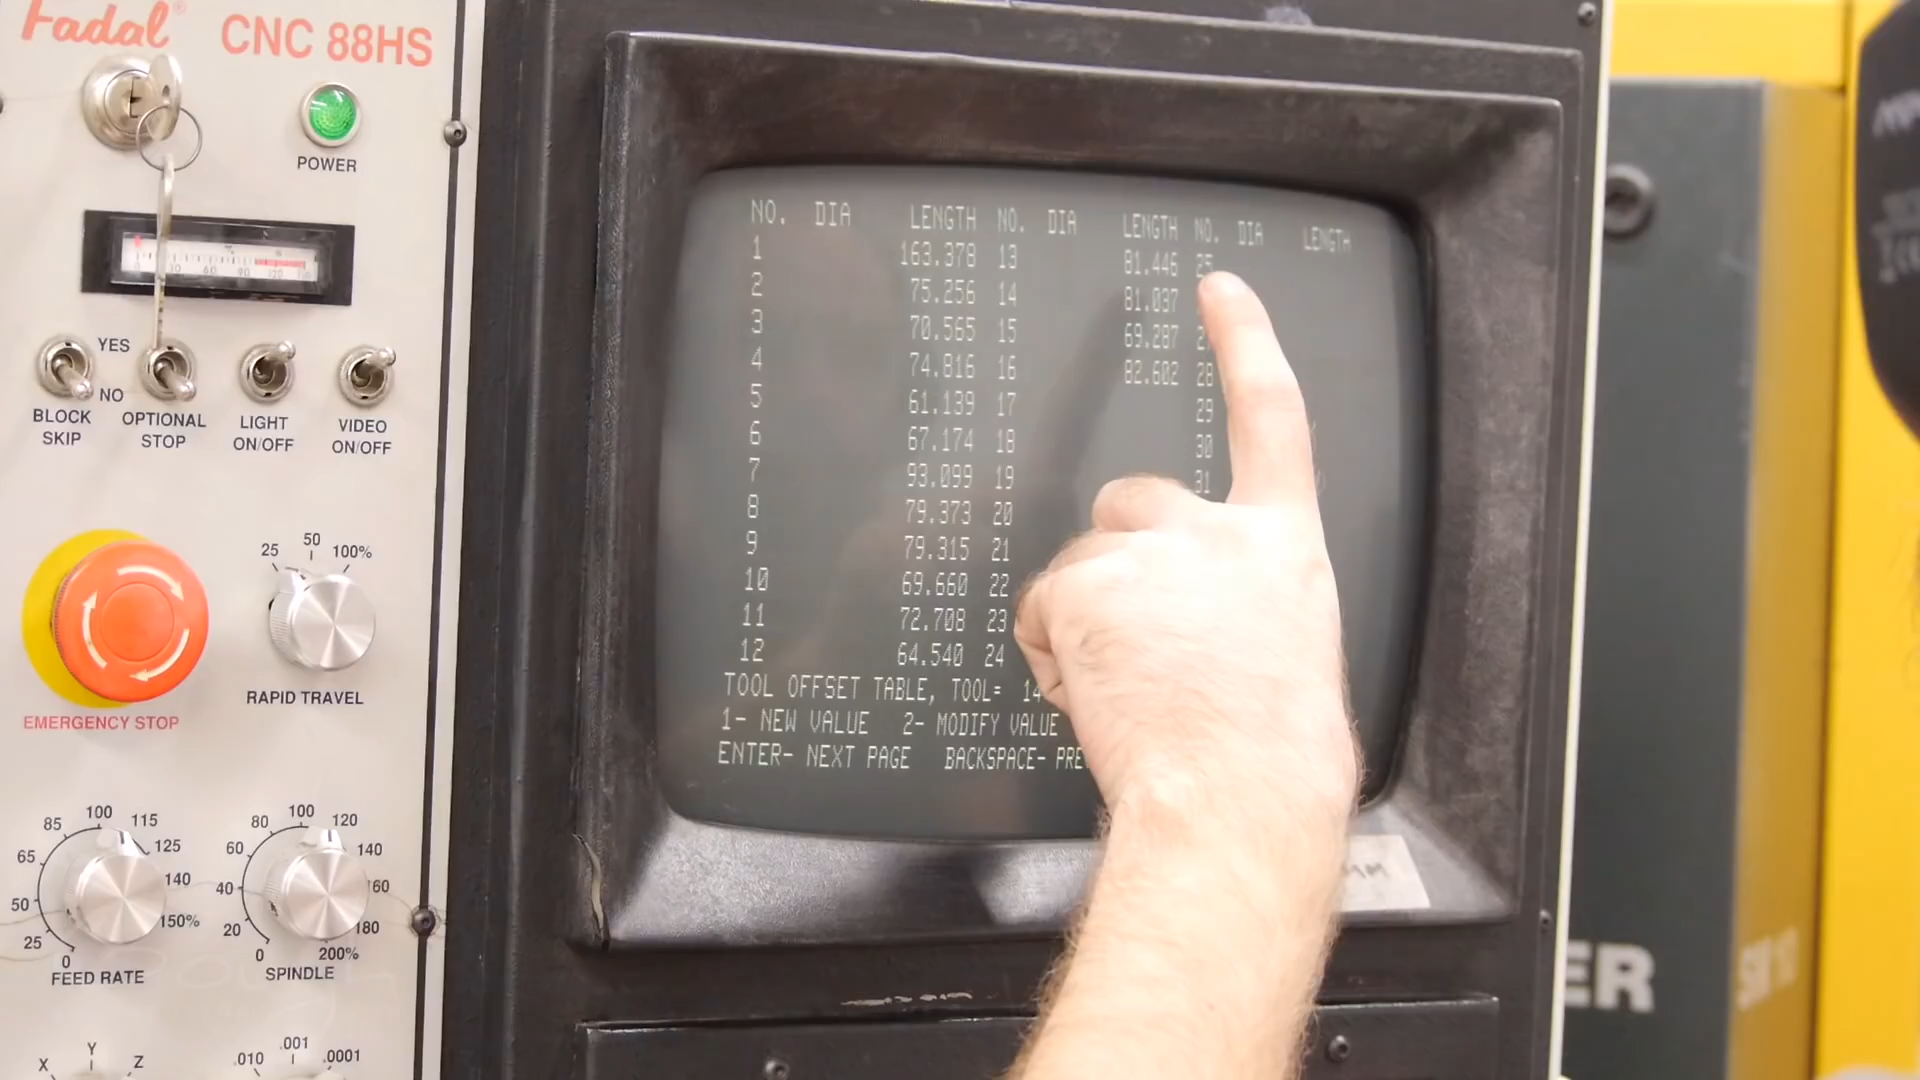 Fadal CNC 88HS
POWER
0 30 60 90 120
YES
NO
BLOCK SKIP
OPTIONAL STOP
LIGHT ON/OFF
VIDEO ON/OFF
EMERGENCY STOP
25 50 100%
RAPID TRAVEL
0 25 50 65 85 100 115 125 140 150%
FEED RATE
0 20 40 60 80 100 120 140 160 180 200%
SPINDLE
X Y Z
.010 .001 .0001
NO. DIA LENGTH NO. DIA LENGTH NO. DIA LENGTH
1 163.378 13 81.446 25
2 75.256 14 81.037
3 70.565 15 69.287
4 74.816 16 82.602 28
5 61.139 17 29
6 67.174 18 30
7 93.099 19 31
8 79.373 20
9 79.315 21
10 69.660 22
11 72.708 23
12 64.540 24
TOOL OFFSET TABLE, TOOL= 14
1- NEW VALUE 2- MODIFY VALUE
ENTER- NEXT PAGE BACKSPACE- PRE
MM
ER